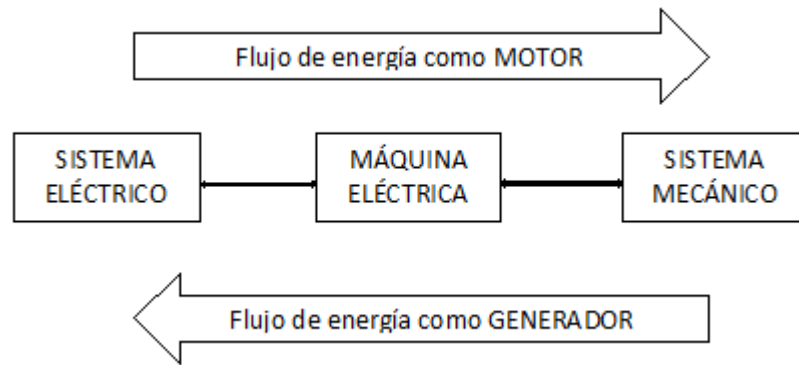 Flujo de energía como MOTOR
SISTEMA
ELÉCTRICO
MÁQUINA
ELÉCTRICA
SISTEMA
MECÁNICO
Flujo de energía como GENERADOR